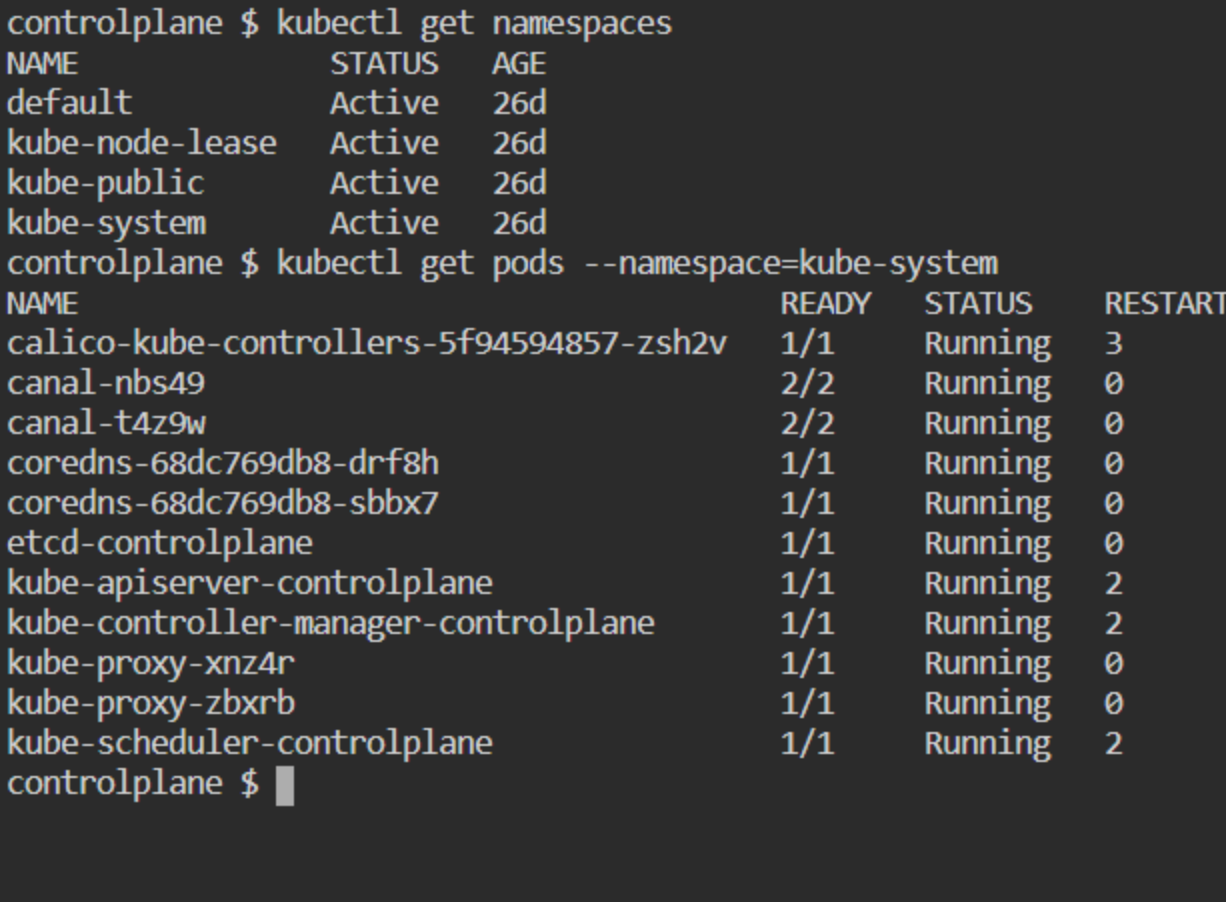 controlplane $ kubectl get namespaces
NAME              STATUS   AGE
default           Active   26d
kube-node-lease   Active   26d
kube-public       Active   26d
kube-system       Active   26d
controlplane $ kubectl get pods --namespace=kube-system
NAME                                       READY   STATUS    RESTART
calico-kube-controllers-5f94594857-zsh2v   1/1     Running   3
canal-nbs49                                2/2     Running   0
canal-t4z9w                                2/2     Running   0
coredns-68dc769db8-drf8h                   1/1     Running   0
coredns-68dc769db8-sbbx7                   1/1     Running   0
etcd-controlplane                          1/1     Running   0
kube-apiserver-controlplane                1/1     Running   2
kube-controller-manager-controlplane       1/1     Running   2
kube-proxy-xnz4r                           1/1     Running   0
kube-proxy-zbxrb                           1/1     Running   0
kube-scheduler-controlplane                1/1     Running   2
controlplane $